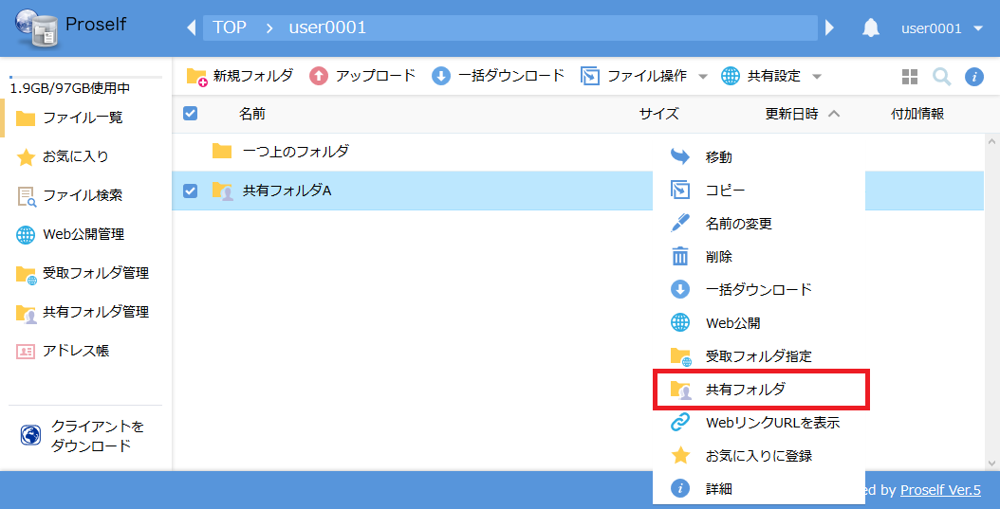 Proself
TOP > user0001
user0001
新規フォルダ アップロード 一括ダウンロード ファイル操作 共有設定
1.9GB/97GB使用中
ファイル一覧
お気に入り
ファイル検索
Web公開管理
受取フォルダ管理
共有フォルダ管理
アドレス帳
クライアントを
ダウンロード
名前 サイズ 更新日時 付加情報
一つ上のフォルダ
共有フォルダA
移動
コピー
名前の変更
削除
一括ダウンロード
Web公開
受取フォルダ指定
共有フォルダ
WebリンクURLを表示
お気に入りに登録
詳細
ed by Proself Ver.5